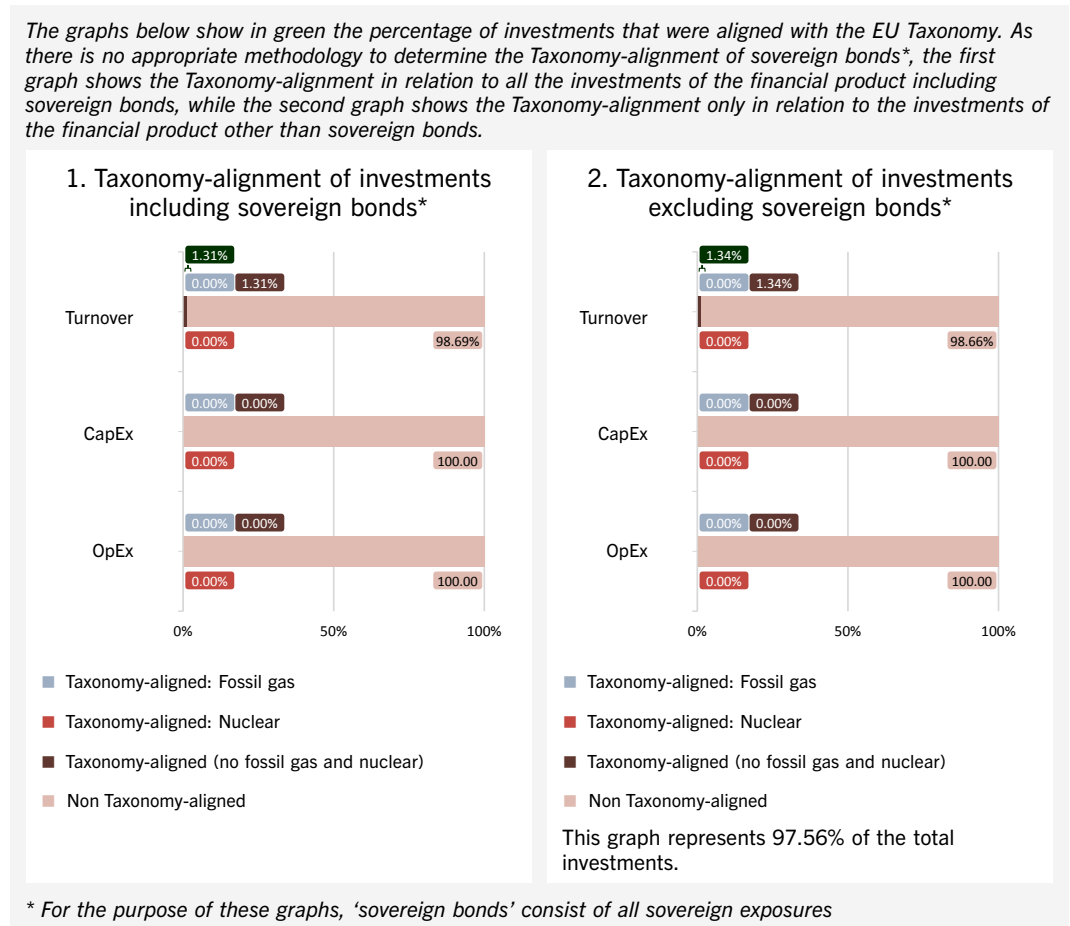 The graphs below show in green the percentage of investments that were aligned with the EU Taxonomy. As
there is no appropriate methodology to determine the Taxonomy-alignment of sovereign bonds*, the first
graph shows the Taxonomy-alignment in relation to all the investments of the financial product including
sovereign bonds, while the second graph shows the Taxonomy-alignment only in relation to the investments of
the financial product other than sovereign bonds.
1. Taxonomy-alignment of investments
including sovereign bonds*
1.31%
0.00% 1.31%
Turnover
0.00% 98.69%
0.00% 0.00%
CapEx
0.00% 100.00
0.00% 0.00%
OpEx
0.00% 100.00
0% 50% 100%
Taxonomy-aligned: Fossil gas
Taxonomy-aligned: Nuclear
Taxonomy-aligned (no fossil gas and nuclear)
Non Taxonomy-aligned
2. Taxonomy-alignment of investments
excluding sovereign bonds*
1.34%
0.00% 1.34%
Turnover
0.00% 98.66%
0.00% 0.00%
CapEx
0.00% 100.00
0.00% 0.00%
OpEx
0.00% 100.00
0% 50% 100%
Taxonomy-aligned: Fossil gas
Taxonomy-aligned: Nuclear
Taxonomy-aligned (no fossil gas and nuclear)
Non Taxonomy-aligned
This graph represents 97.56% of the total
investments.
* For the purpose of these graphs, ‘sovereign bonds’ consist of all sovereign exposures